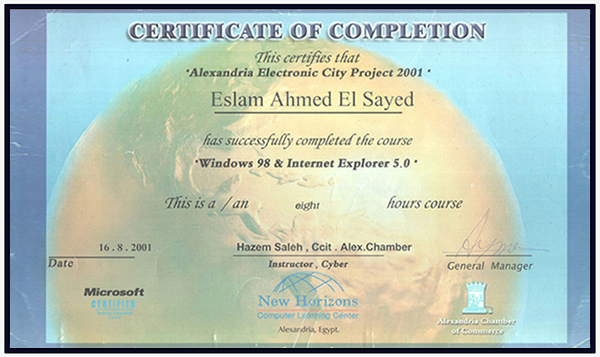 CERTIFICATE OF COMPLETION
This certifies that
"Alexandria Electronic City Project 2001"
Eslam Ahmed El Sayed
has successfully completed the course
"Windows 98 & Internet Explorer 5.0"
This is a / an eight hours course
16 . 8 . 2001
Date
Hazem Saleh , Ccit . Alex.Chamber
Instructor , Cyber
General Manager
Microsoft
CERTIFIED
New Horizons
Computer Learning Center
Alexandria, Egypt.
Alexandria Chamber
of Commerce